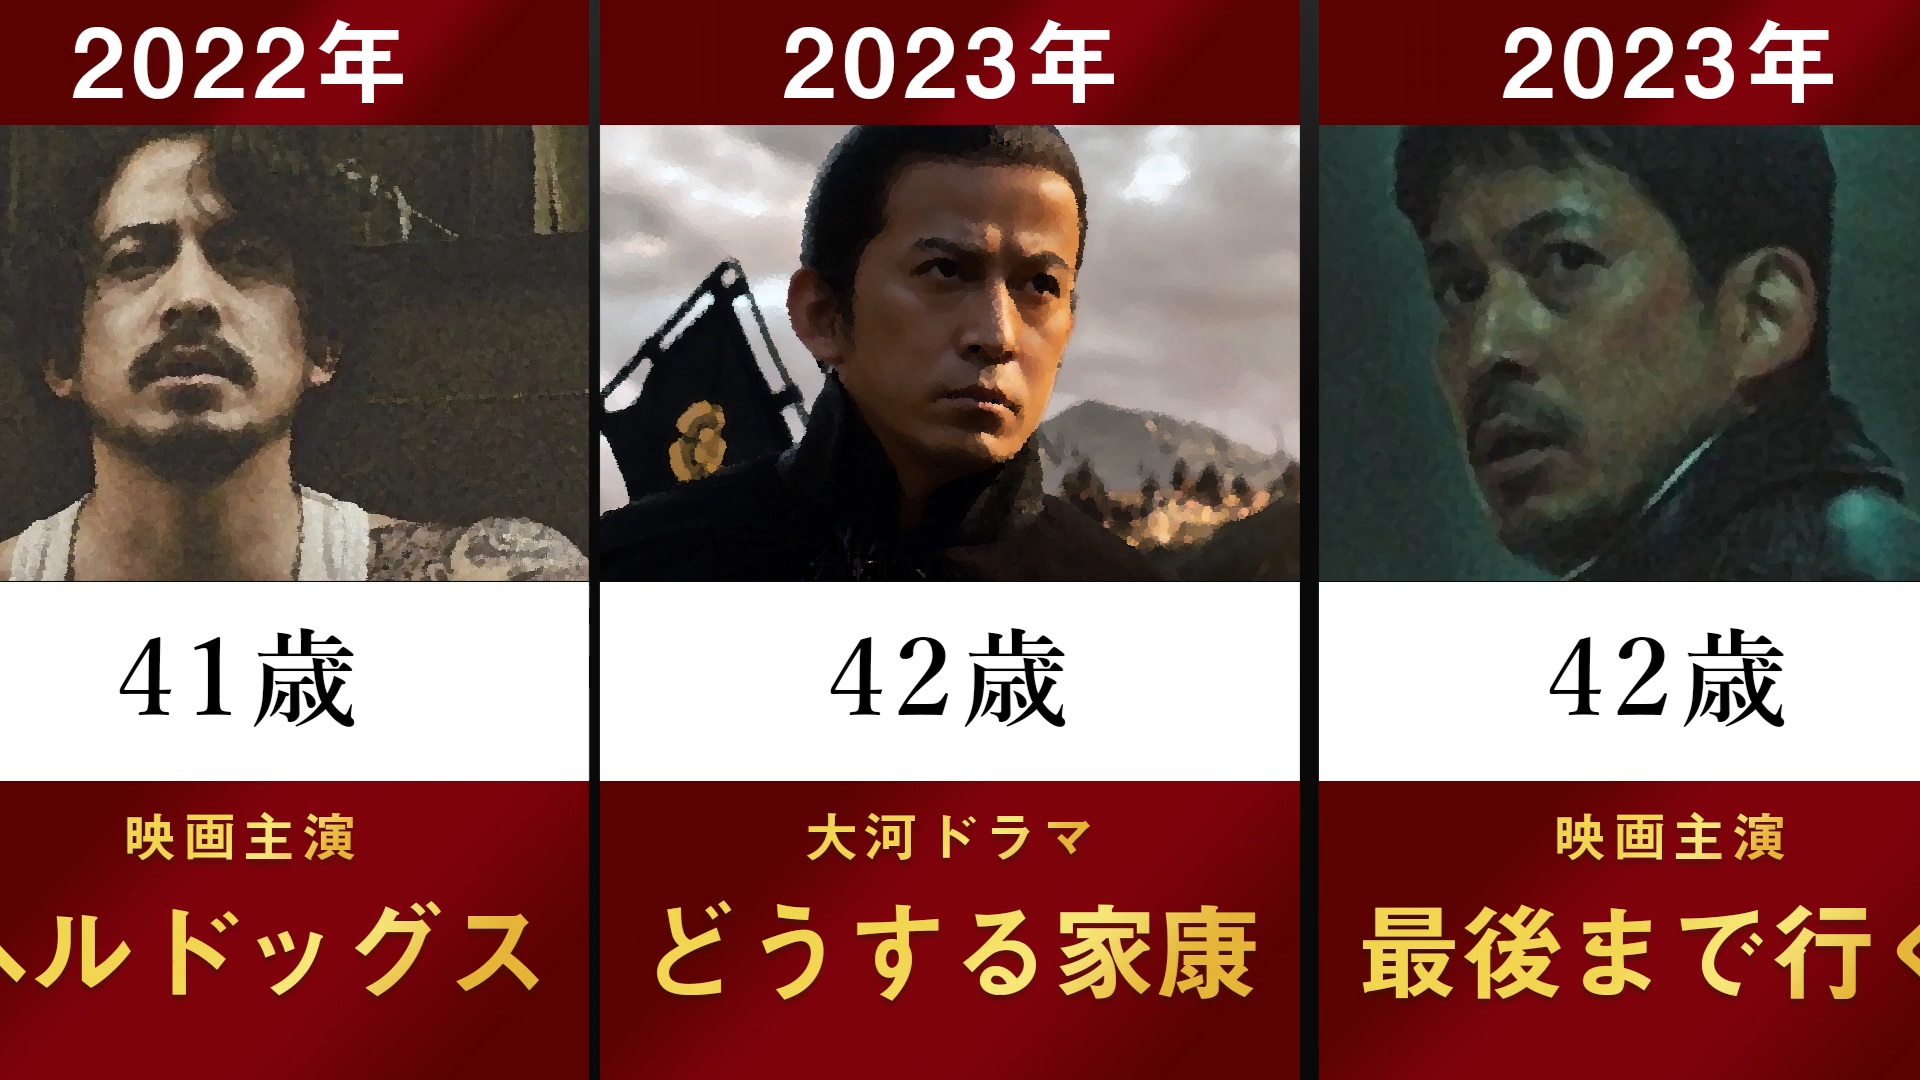 2022年
41歳
映画主演
ヘルドッグス
2023年
42歳
大河ドラマ
どうする家康
2023年
42歳
映画主演
最後まで行く